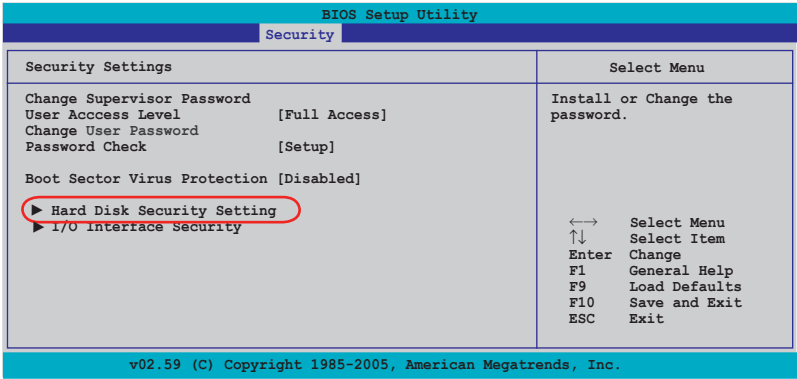 BIOS Setup Utility
Security
Security Settings
Select Menu
Change Supervisor Password
User Acccess Level [Full Access]
Change User Password
Password Check [Setup]
Boot Sector Virus Protection [Disabled]
▶ Hard Disk Security Setting
▶ I/O Interface Security
Install or Change the
password.
←→ Select Menu
↑↓ Select Item
Enter Change
F1 General Help
F9 Load Defaults
F10 Save and Exit
ESC Exit
v02.59 (C) Copyright 1985-2005, American Megatrends, Inc.